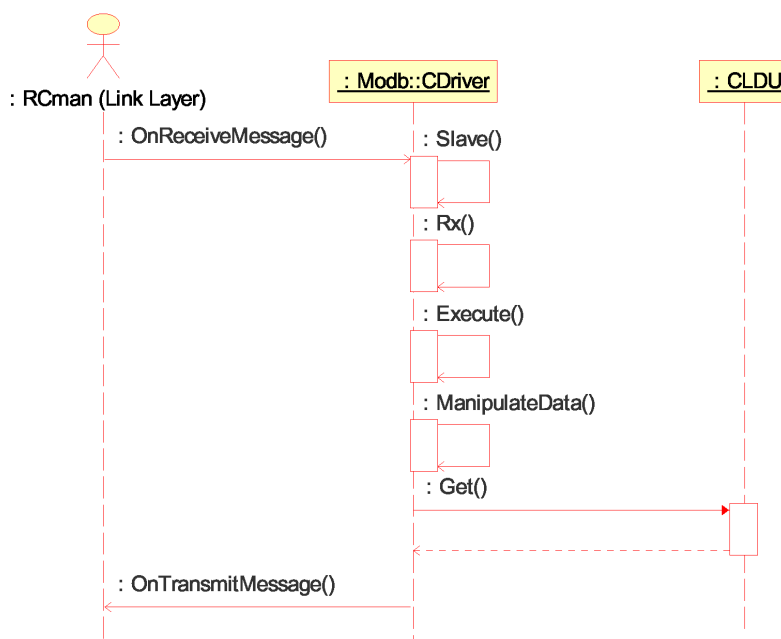 : RCman (Link Layer)
: Modb::CDriver
: CLDU
: OnReceiveMessage()
: Slave()
: Rx()
: Execute()
: ManipulateData()
: Get()
: OnTransmitMessage()